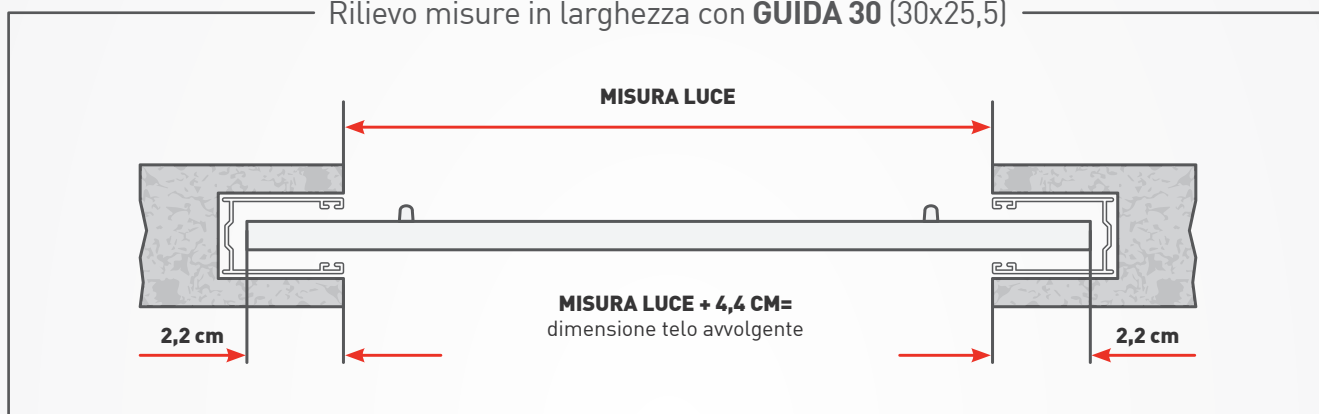 Rilievo misure in larghezza con GUIDA 30 (30x25,5)
MISURA LUCE
MISURA LUCE + 4,4 CM=
dimensione telo avvolgente
2,2 cm
2,2 cm